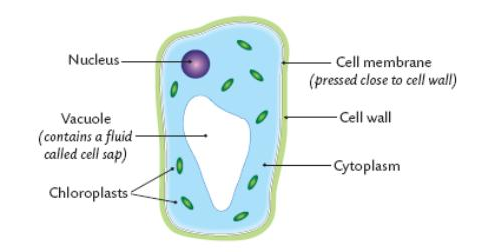 Nucleus
Cell membrane
(pressed close to cell wall)
Vacuole
(contains a fluid
called cell sap)
Cell wall
Cytoplasm
Chloroplasts